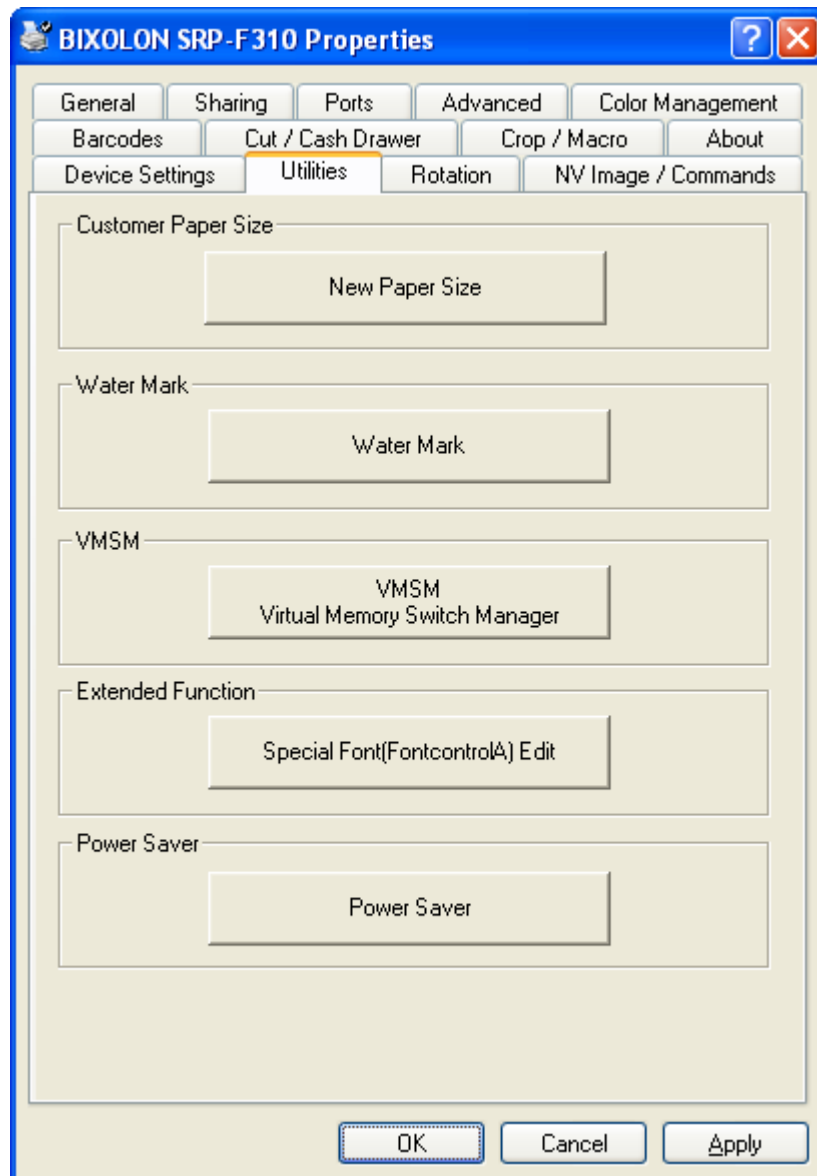 BIXOLON SRP-F310 Properties
General Sharing Ports Advanced Color Management
Barcodes Cut / Cash Drawer Crop / Macro About
Device Settings Utilities Rotation NV Image / Commands
Customer Paper Size
New Paper Size
Water Mark
Water Mark
VMSM
VMSM
Virtual Memory Switch Manager
Extended Function
Special Font(FontcontrolA) Edit
Power Saver
Power Saver
OK Cancel Apply